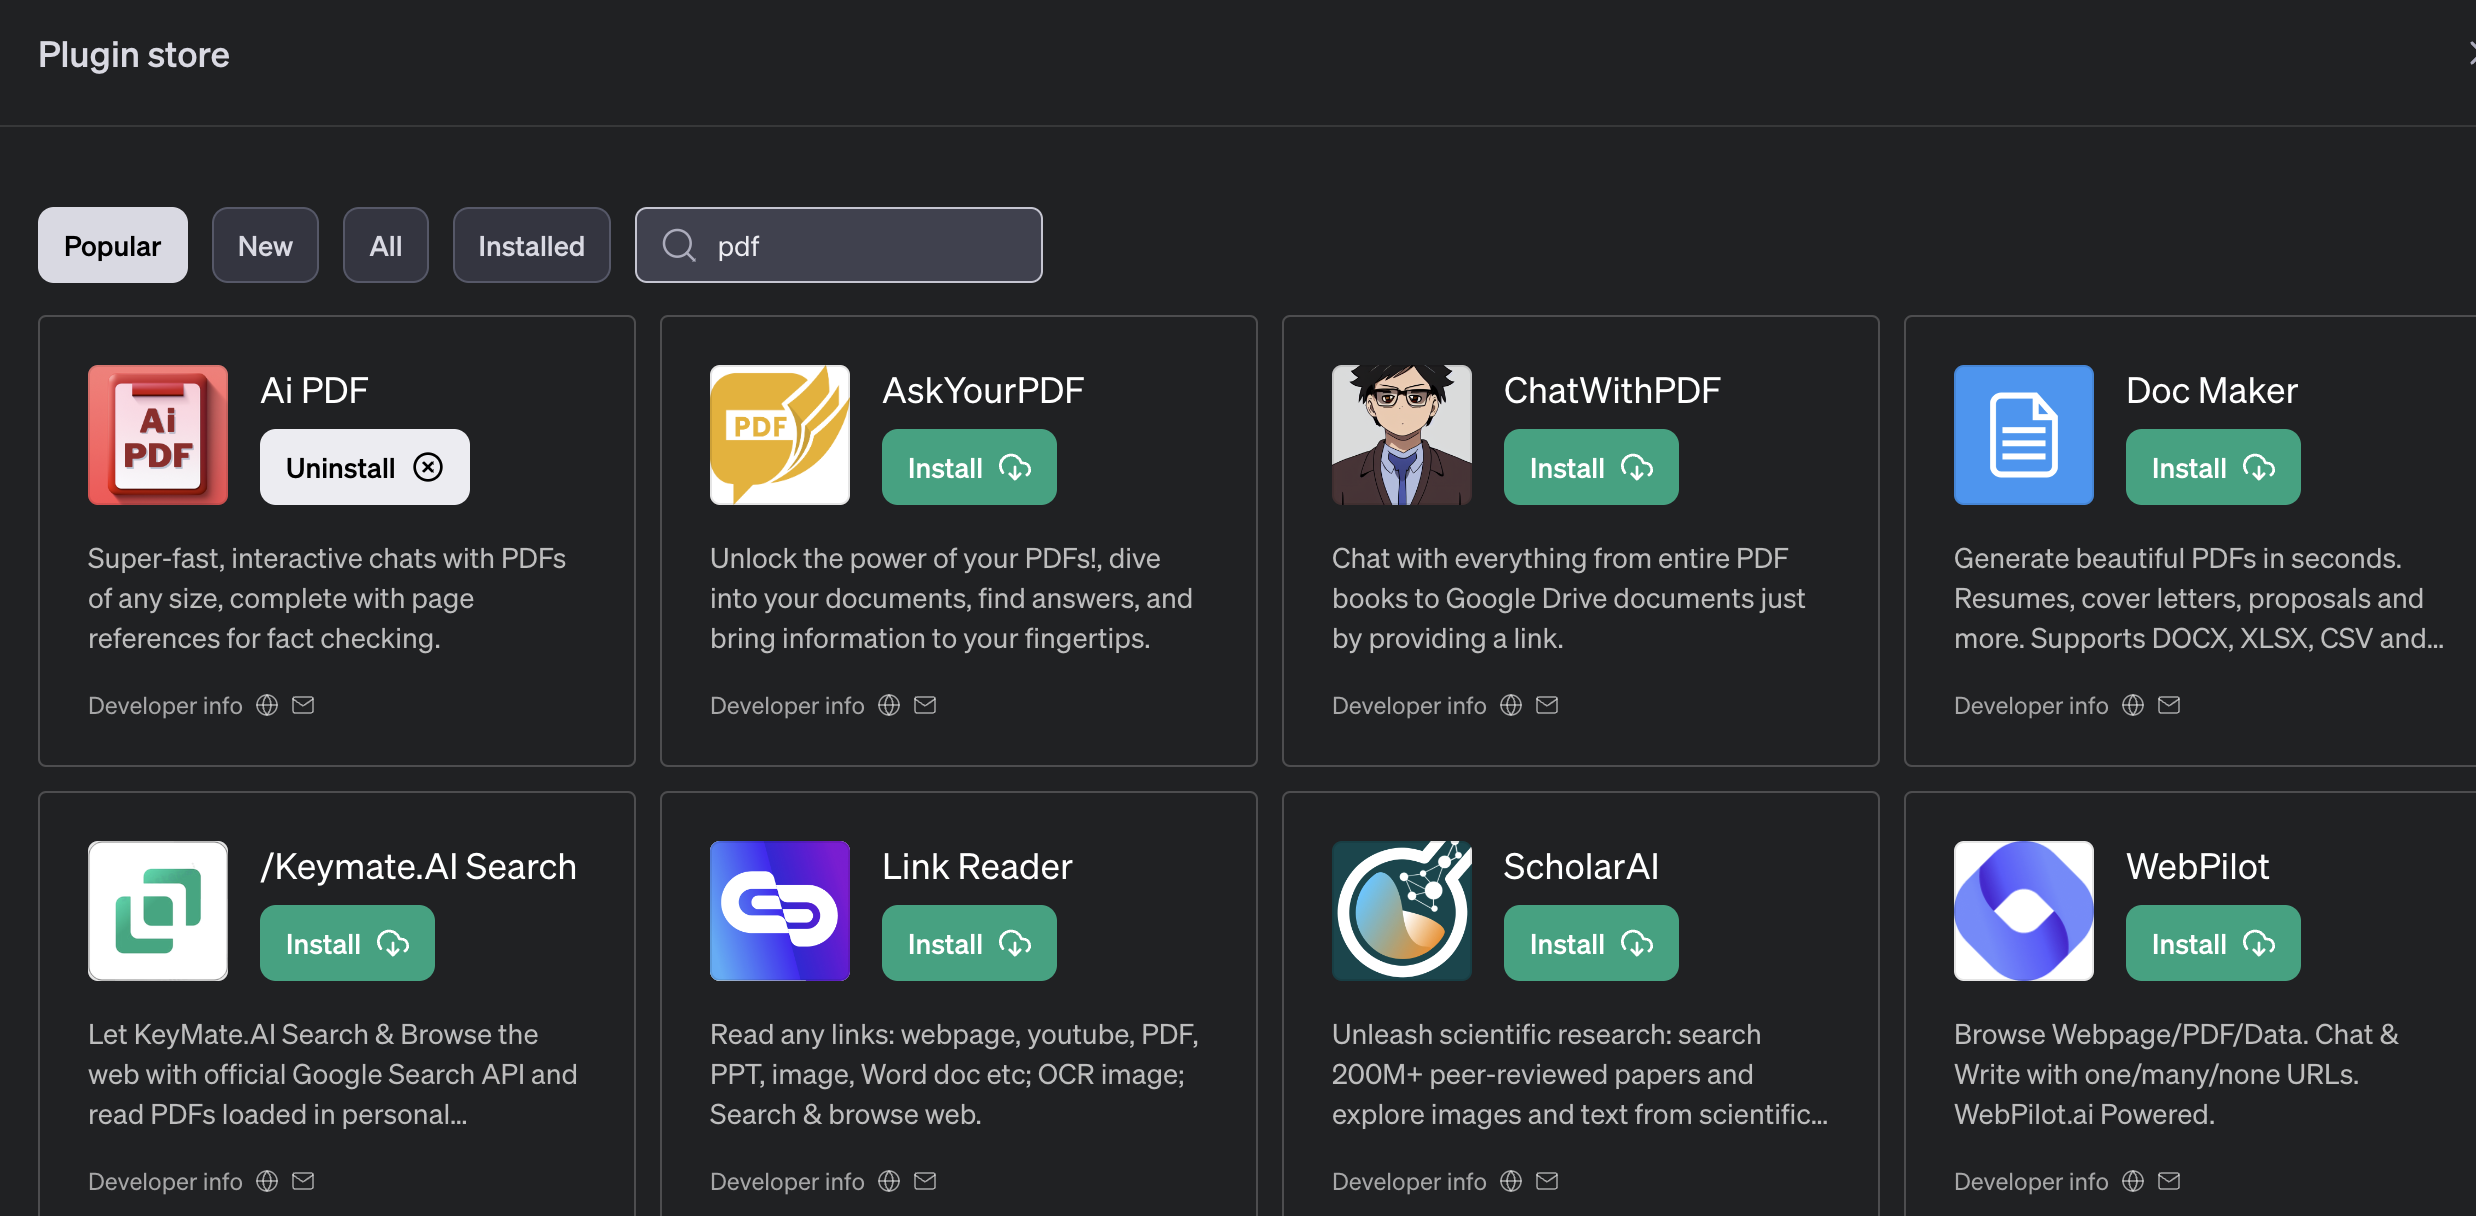 Plugin store
Popular
New
All
Installed
pdf
Ai
PDF
Ai PDF
Uninstall
Super-fast, interactive chats with PDFs
of any size, complete with page
references for fact checking.
Developer info
PDF
AskYourPDF
Install
Unlock the power of your PDFs!, dive
into your documents, find answers, and
bring information to your fingertips.
Developer info
ChatWithPDF
Install
Chat with everything from entire PDF
books to Google Drive documents just
by providing a link.
Developer info
Doc Maker
Install
Generate beautiful PDFs in seconds.
Resumes, cover letters, proposals and
more. Supports DOCX, XLSX, CSV and...
Developer info
/Keymate.AI Search
Install
Let KeyMate.AI Search & Browse the
web with official Google Search API and
read PDFs loaded in personal...
Developer info
Link Reader
Install
Read any links: webpage, youtube, PDF,
PPT, image, Word doc etc; OCR image;
Search & browse web.
Developer info
ScholarAI
Install
Unleash scientific research: search
200M+ peer-reviewed papers and
explore images and text from scientific...
Developer info
WebPilot
Install
Browse Webpage/PDF/Data. Chat &
Write with one/many/none URLs.
WebPilot.ai Powered.
Developer info